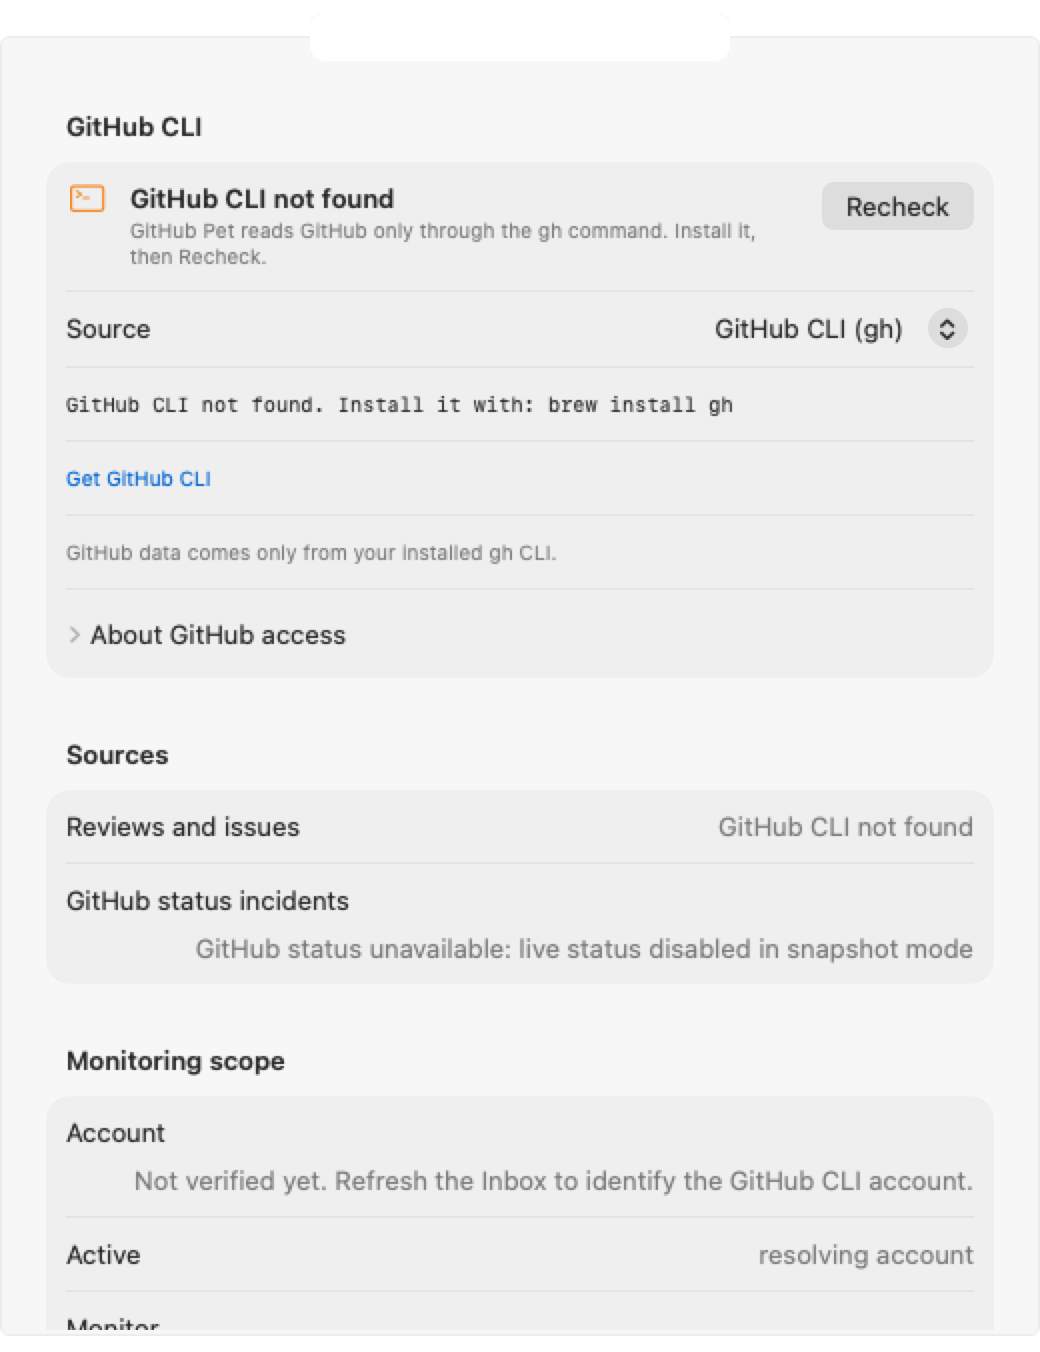 GitHub CLI
GitHub CLI not found
GitHub Pet reads GitHub only through the gh command. Install it,
then Recheck.
Recheck
Source
GitHub CLI (gh)
GitHub CLI not found. Install it with: brew install gh
Get GitHub CLI
GitHub data comes only from your installed gh CLI.
About GitHub access
Sources
Reviews and issues
GitHub CLI not found
GitHub status incidents
GitHub status unavailable: live status disabled in snapshot mode
Monitoring scope
Account
Not verified yet. Refresh the Inbox to identify the GitHub CLI account.
Active
resolving account
Monitor